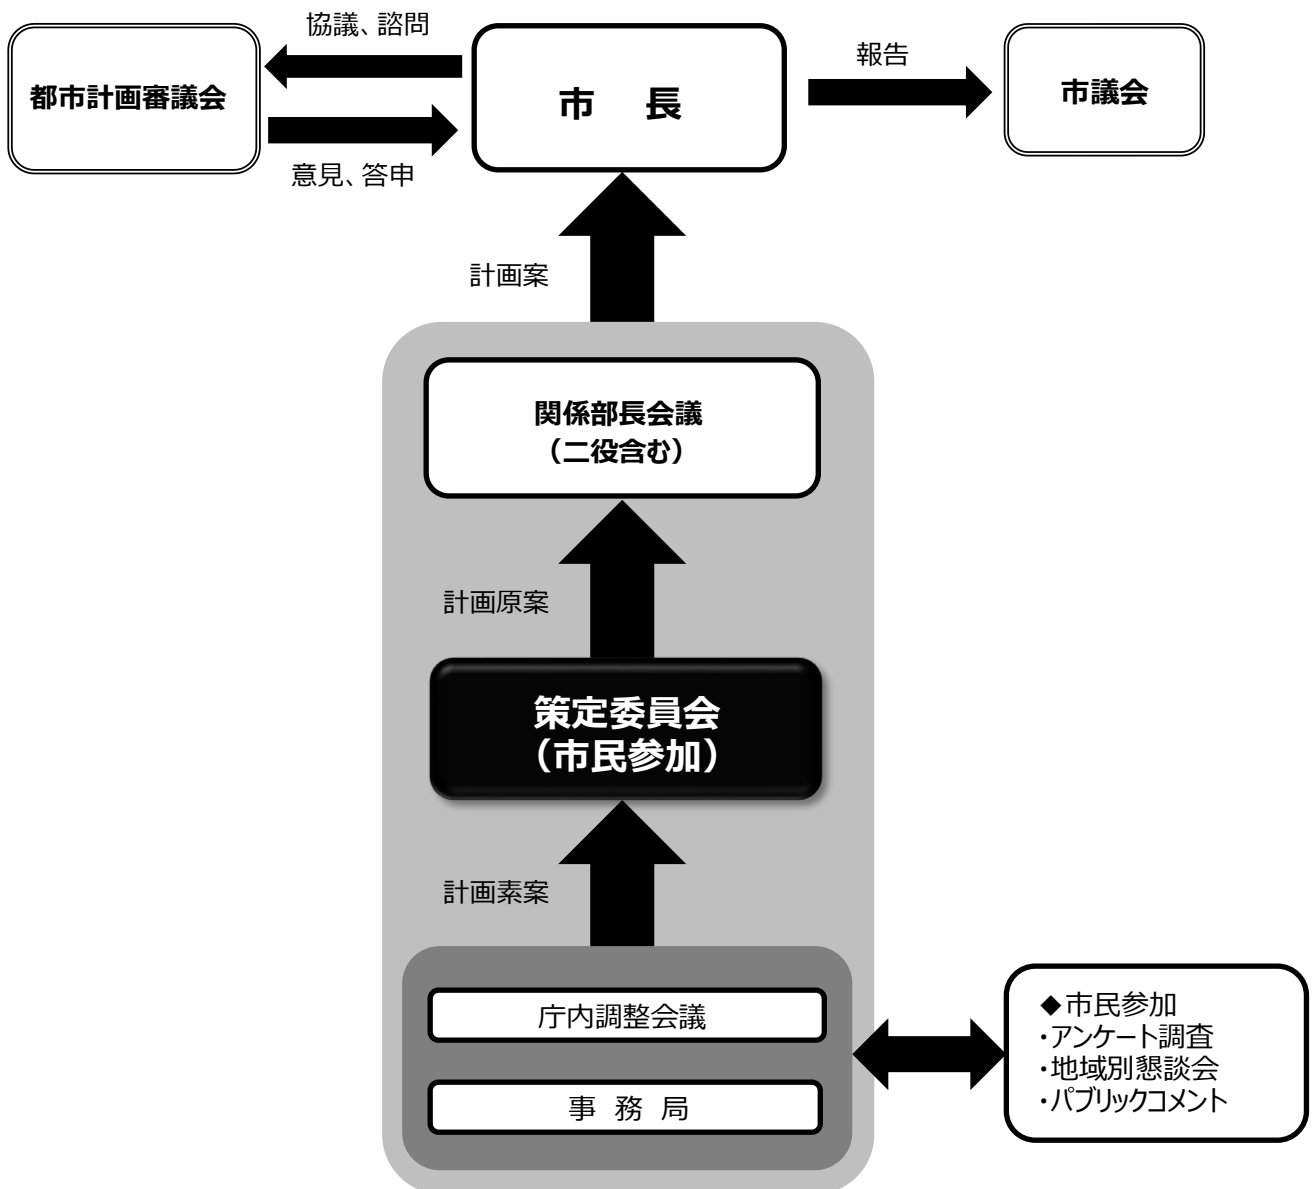 協議、諮問
都市計画審議会
市　長
報告
市議会
意見、答申
計画案
関係部長会議
（二役含む）
計画原案
策定委員会
（市民参加）
計画素案
庁内調整会議
事 務 局
◆市民参加
・アンケート調査
・地域別懇談会
・パブリックコメント